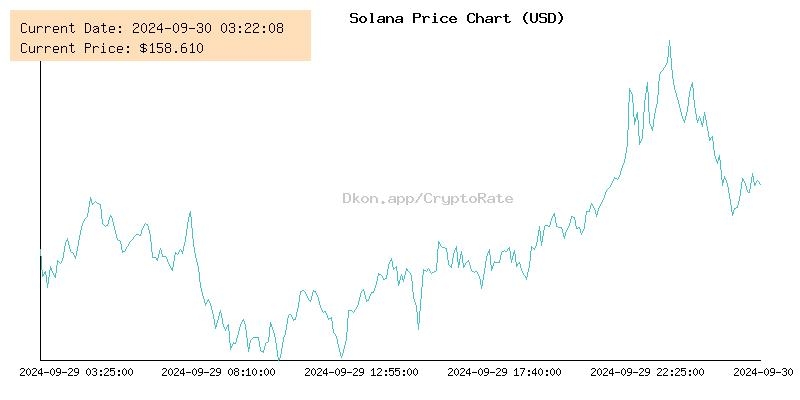 Solana Price Chart (USD)
Current Date: 2024-09-30 03:22:08
Current Price: $158.610
Dkon.app/CryptoRate
2024-09-29 03:25:00 2024-09-29 08:10:00 2024-09-29 12:55:00 2024-09-29 17:40:00 2024-09-29 22:25:00 2024-09-30